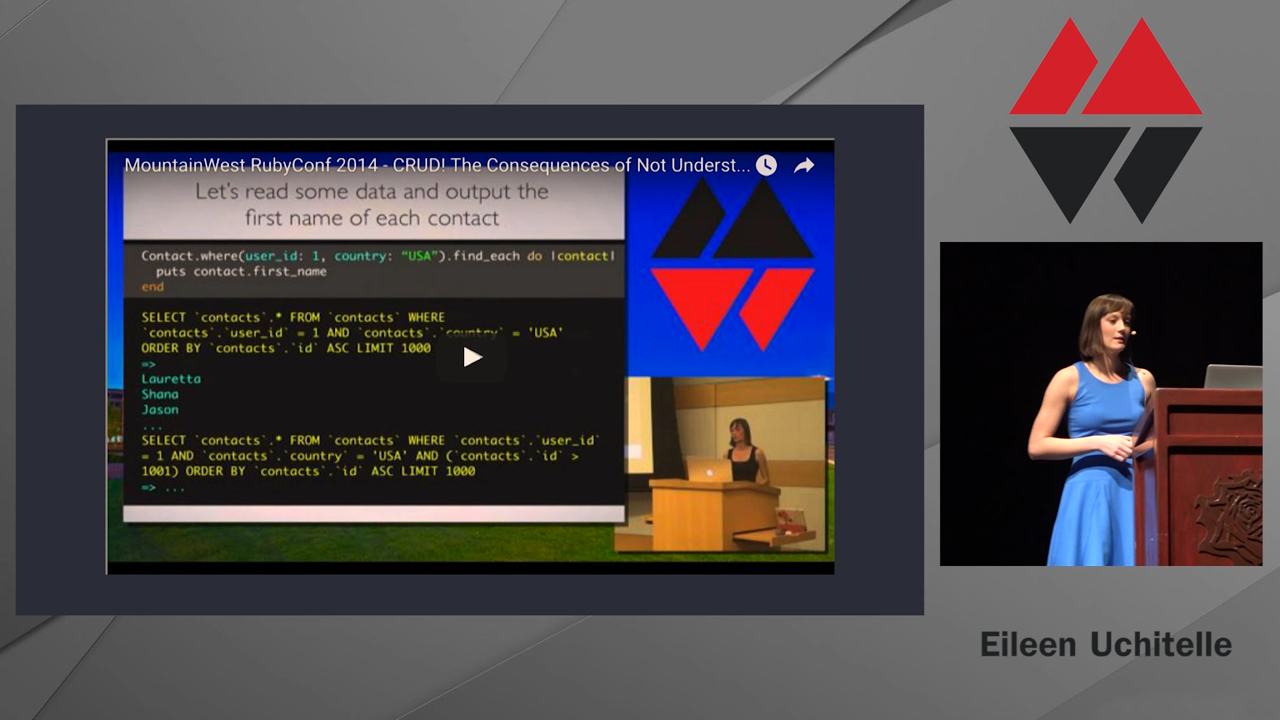 MountainWest RubyConf 2014 - CRUD! The Consequences of Not Underst...
Let's read some data and output the
first name of each contact
Contact.where(user_id: 1, country: “USA”).find_each do |contact|
  puts contact.first_name
end
SELECT `contacts`.* FROM `contacts` WHERE
`contacts`.`user_id` = 1 AND `contacts`.`country` = 'USA'
ORDER BY `contacts`.`id` ASC LIMIT 1000
=>
Lauretta
Shana
Jason
...
SELECT `contacts`.* FROM `contacts` WHERE `contacts`.`user_id`
= 1 AND `contacts`.`country` = 'USA' AND (`contacts`.`id` >
1001) ORDER BY `contacts`.`id` ASC LIMIT 1000
=> ...
Eileen Uchitelle